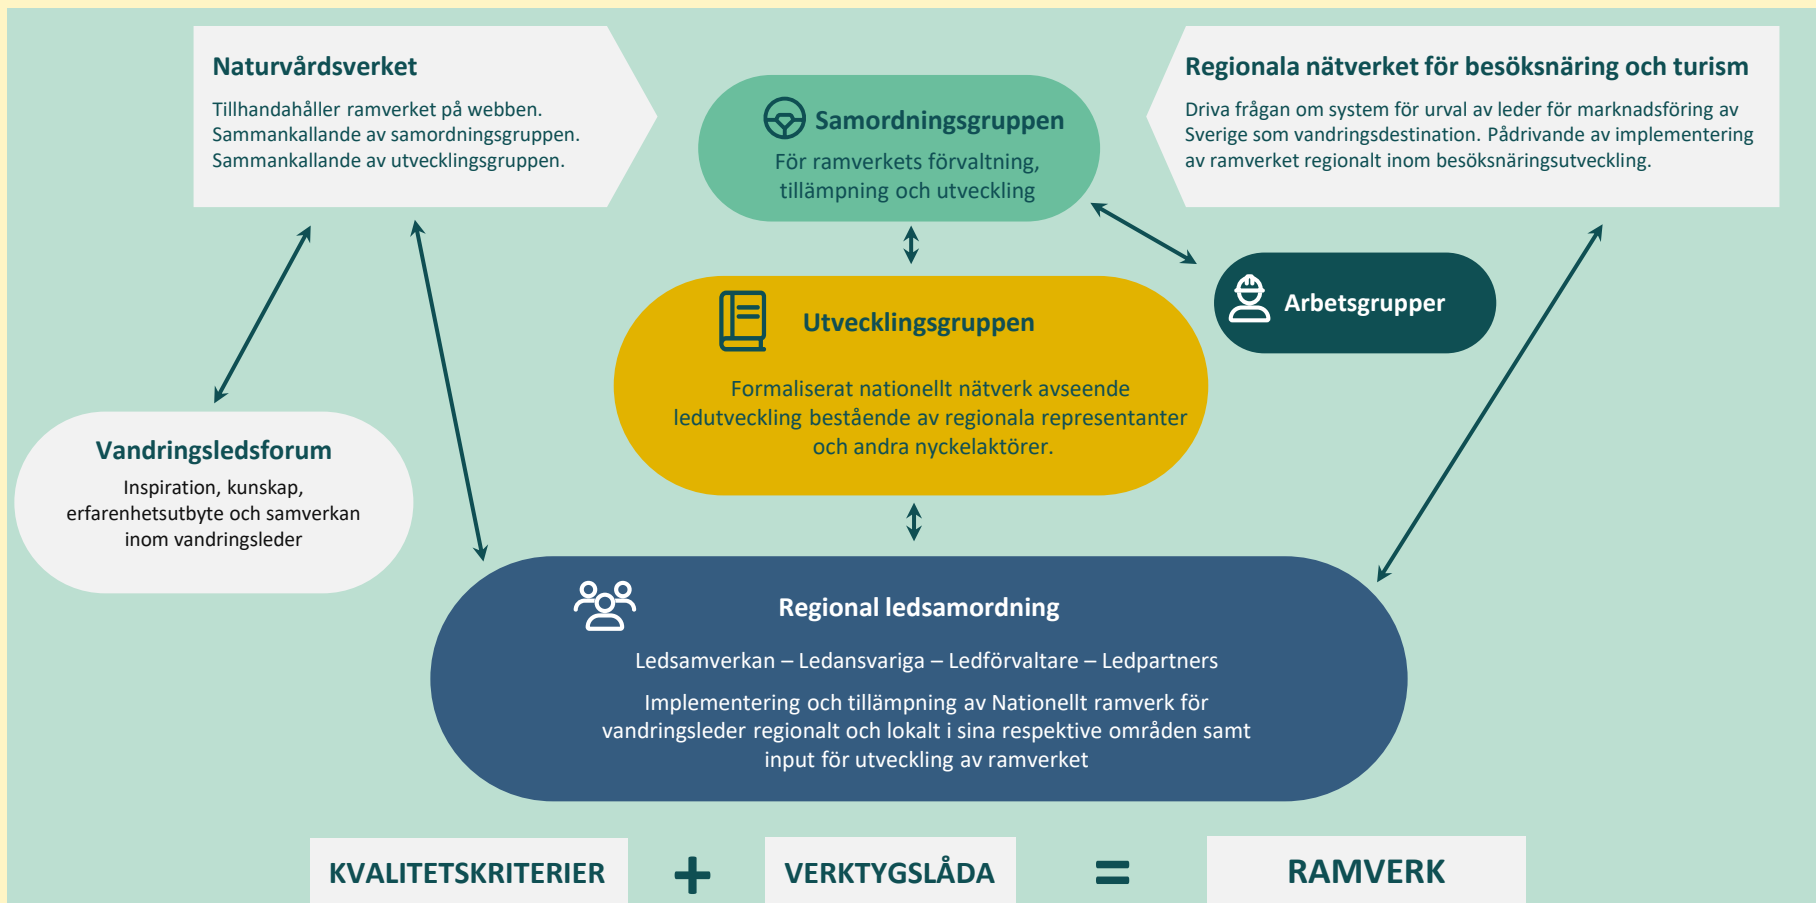 Naturvårdsverket
Tillhandahåller ramverket på webben.
Sammankallande av samordningsgruppen.
Sammankallande av utvecklingsgruppen.
Samordningsgruppen
För ramverkets förvaltning,
tillämpning och utveckling
Regionala nätverket för besöksnäring och turism
Driva frågan om system för urval av leder för marknadsföring av
Sverige som vandringsdestination. Pådrivande av implementering
av ramverket regionalt inom besöksnäringsutveckling.
Arbetsgrupper
Utvecklingsgruppen
Formaliserat nationellt nätverk avseende
ledutveckling bestående av regionala representanter
och andra nyckelaktörer.
Vandringsledsforum
Inspiration, kunskap,
erfarenhetsutbyte och samverkan
inom vandringsleder
Regional ledsamordning
Ledsamverkan – Ledansvariga – Ledförvaltare – Ledpartners
Implementering och tillämpning av Nationellt ramverk för
vandringsleder regionalt och lokalt i sina respektive områden samt
input för utveckling av ramverket
KVALITETSKRITERIER + VERKTYGSLÅDA = RAMVERK